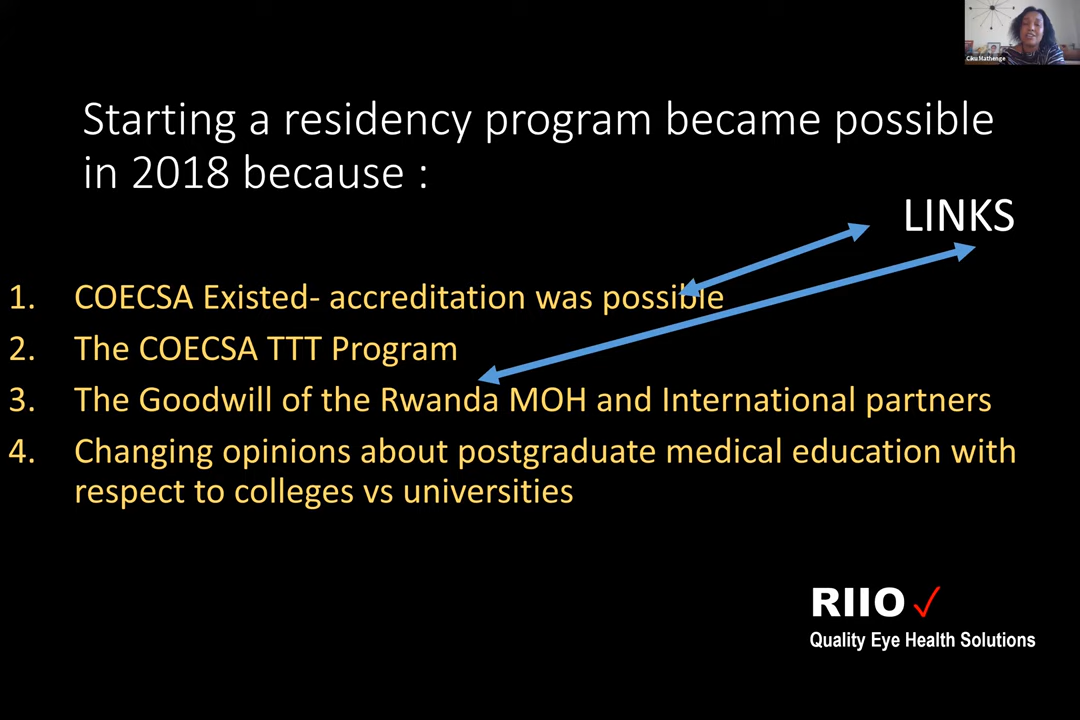 Ciku Mathenge
Starting a residency program became possible
in 2018 because :
LINKS
1. COECSA Existed- accreditation was possible
2. The COECSA TTT Program
3. The Goodwill of the Rwanda MOH and International partners
4. Changing opinions about postgraduate medical education with
respect to colleges vs universities
RIIO✓
Quality Eye Health Solutions